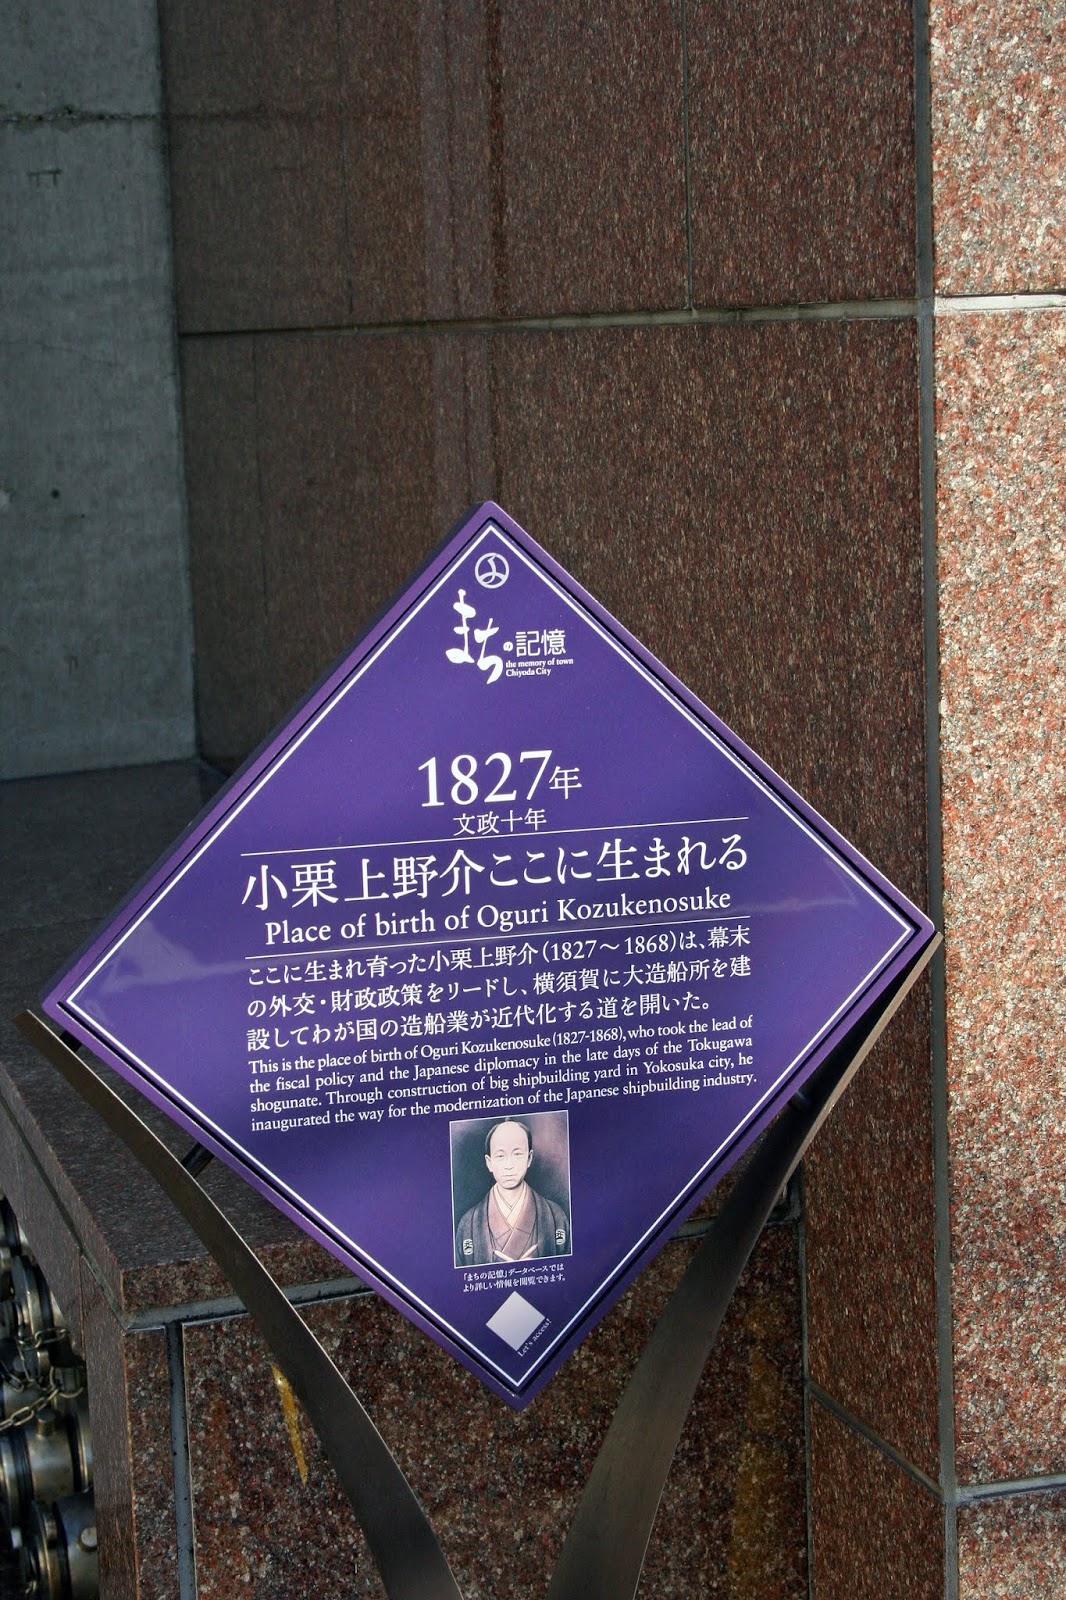 まちの記憶
the memory of town
Chiyoda City
1827年
文政十年
小栗上野介ここに生まれる
Place of birth of Oguri Kozukenosuke
ここに生まれ育った小栗上野介(1827〜1868)は、幕末
の外交・財政政策をリードし、横須賀に大造船所を建
設してわが国の造船業が近代化する道を開いた。
This is the place of birth of Oguri Kozukenosuke (1827-1868), who took the lead of
the fiscal policy and the Japanese diplomacy in the late days of the Tokugawa
shogunate. Through construction of big shipbuilding yard in Yokosuka city, he
inaugurated the way for the modernization of the Japanese shipbuilding industry.
「まちの記憶」データベースでは
より詳しい情報を閲覧できます。
Let's access!